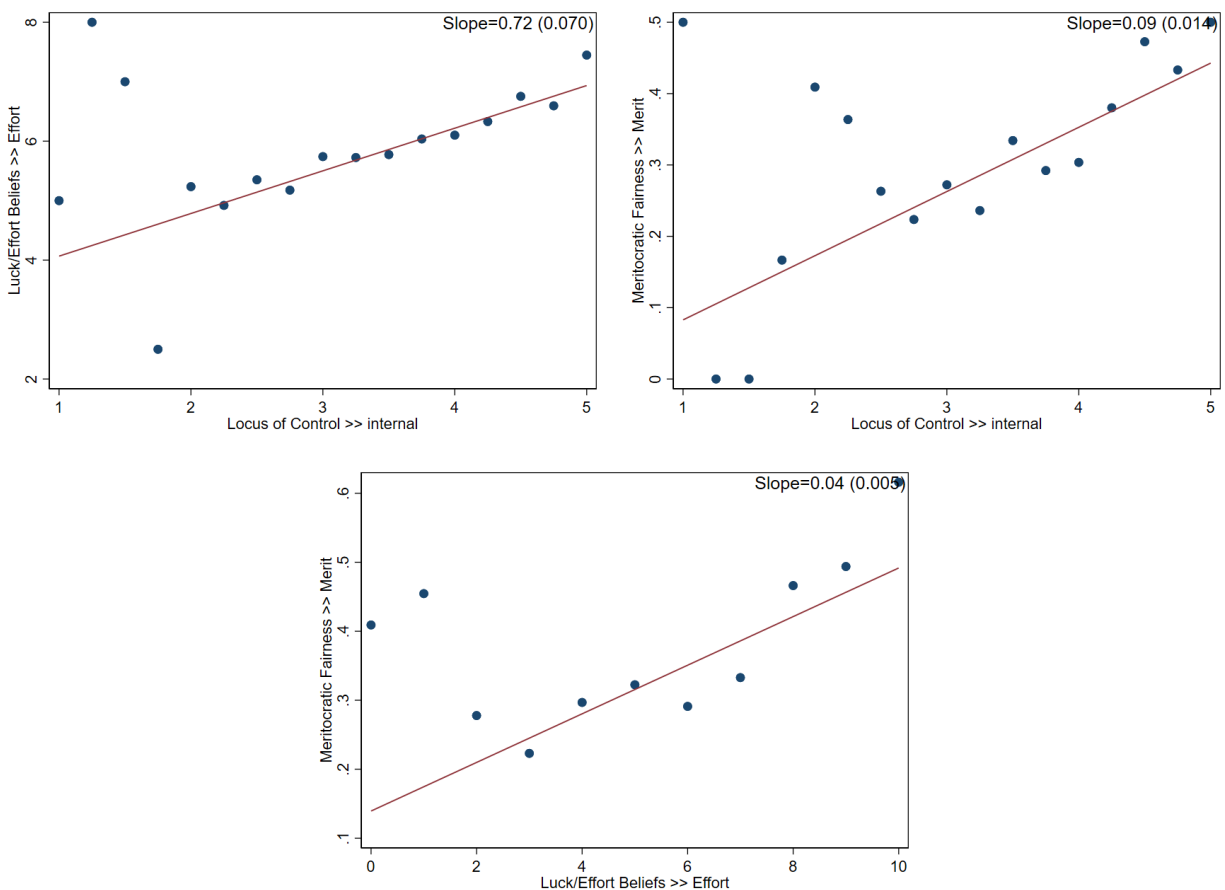 Slope=0.72 (0.070)
8
6
4
2
Luck/Effort Beliefs >> Effort
1 2 3 4 5
Locus of Control >> internal
Slope=0.09 (0.014)
.5
.4
.3
.2
.1
0
Meritocratic Fairness >> Merit
1 2 3 4 5
Locus of Control >> internal
Slope=0.04 (0.005)
.6
.5
.4
.3
.2
.1
Meritocratic Fairness >> Merit
0 2 4 6 8 10
Luck/Effort Beliefs >> Effort